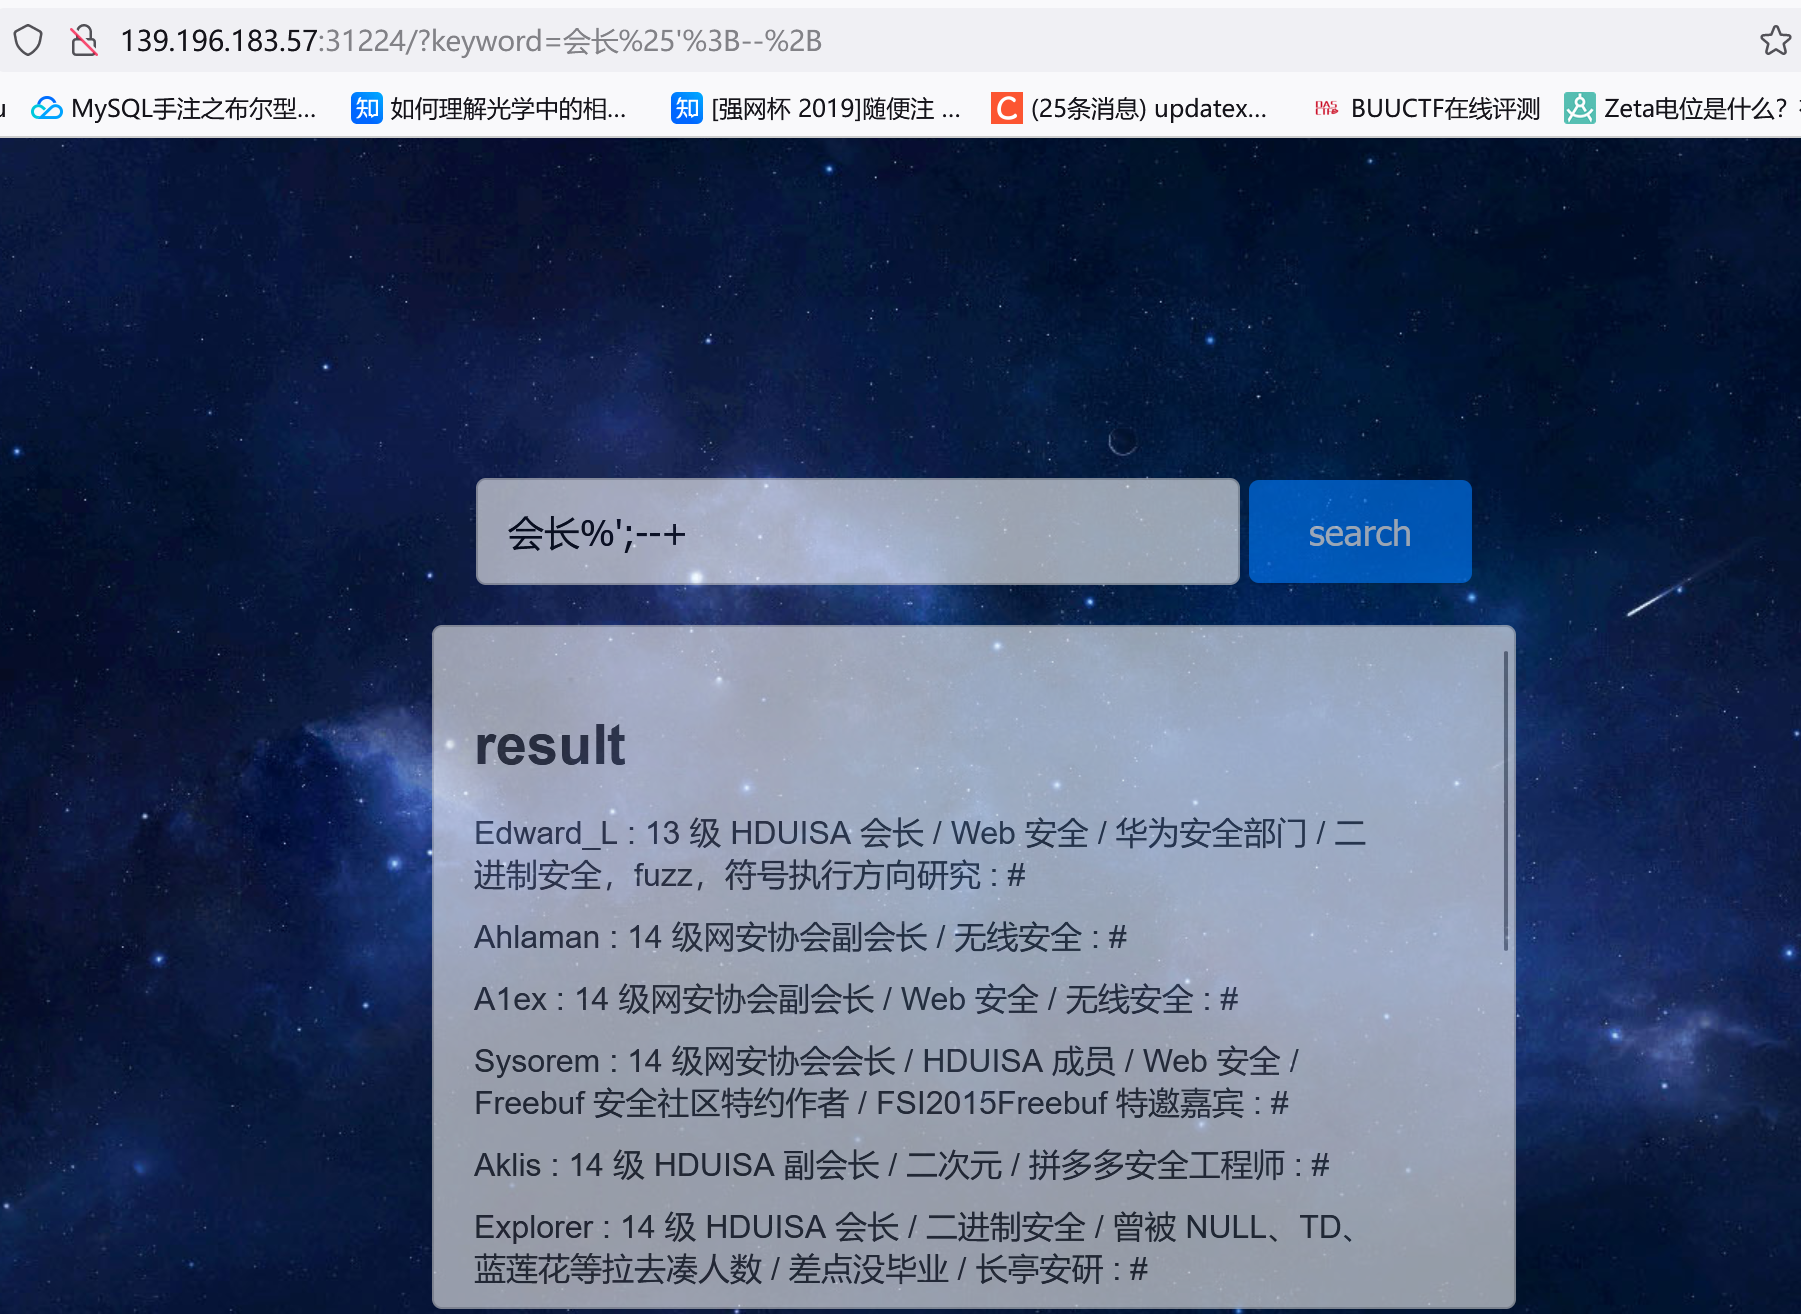 139.196.183.57:31224/?keyword=会长%25'%3B--%2B
MySQL手注之布尔型... 知 如何理解光学中的相... 知 [强网杯 2019]随便注 ... C (25条消息) updatex... BUUCTF在线评测 Zeta电位是什么?
会长%';--+ search
result
Edward_L : 13 级 HDUISA 会长 / Web 安全 / 华为安全部门 / 二
进制安全，fuzz，符号执行方向研究 : #
Ahlaman : 14 级网安协会副会长 / 无线安全 : #
A1ex : 14 级网安协会副会长 / Web 安全 / 无线安全 : #
Sysorem : 14 级网安协会会长 / HDUISA 成员 / Web 安全 /
Freebuf 安全社区特约作者 / FSI2015Freebuf 特邀嘉宾 : #
Aklis : 14 级 HDUISA 副会长 / 二次元 / 拼多多安全工程师 : #
Explorer : 14 级 HDUISA 会长 / 二进制安全 / 曾被 NULL、TD、
蓝莲花等拉去凑人数 / 差点没毕业 / 长亭安研 : #